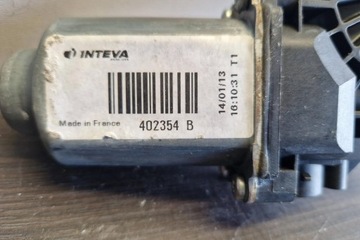 INTEVA
Made in France
402354 B
14/01/13
16:10:31 T1